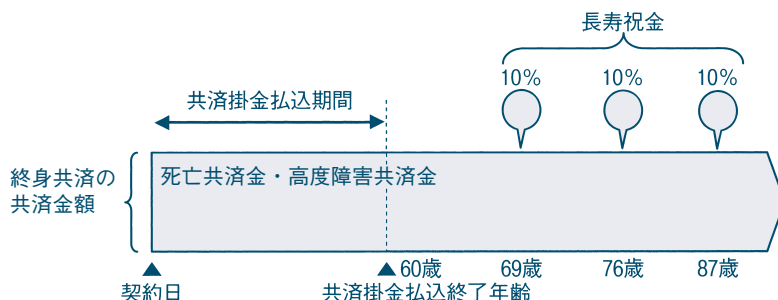 長寿祝金
10% 10% 10%
共済掛金払込期間
終身共済の
共済金額
死亡共済金・高度障害共済金
60歳 69歳 76歳 87歳
契約日 共済掛金払込終了年齢